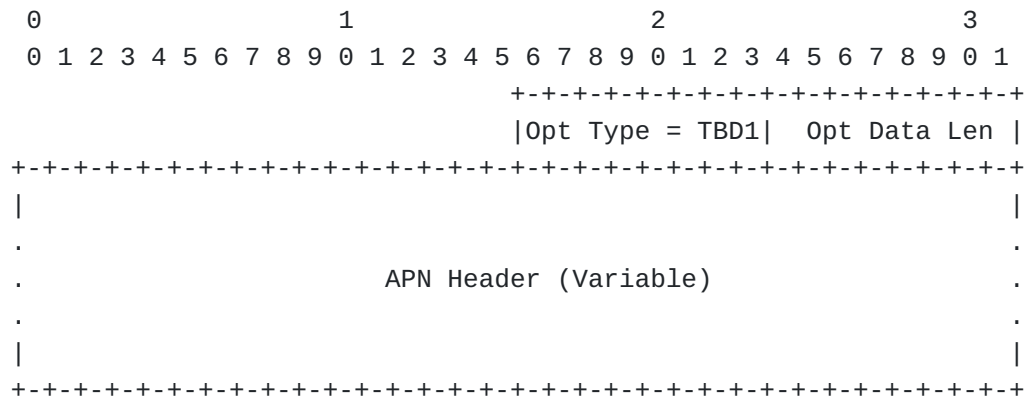 0                   1                   2                   3
 0 1 2 3 4 5 6 7 8 9 0 1 2 3 4 5 6 7 8 9 0 1 2 3 4 5 6 7 8 9 0 1
                                +-+-+-+-+-+-+-+-+-+-+-+-+-+-+-+-+
                                |Opt Type = TBD1|  Opt Data Len |
+-+-+-+-+-+-+-+-+-+-+-+-+-+-+-+-+-+-+-+-+-+-+-+-+-+-+-+-+-+-+-+-+
|                                                               |
.                                                               .
.                       APN Header (Variable)                   .
.                                                               .
|                                                               |
+-+-+-+-+-+-+-+-+-+-+-+-+-+-+-+-+-+-+-+-+-+-+-+-+-+-+-+-+-+-+-+-+